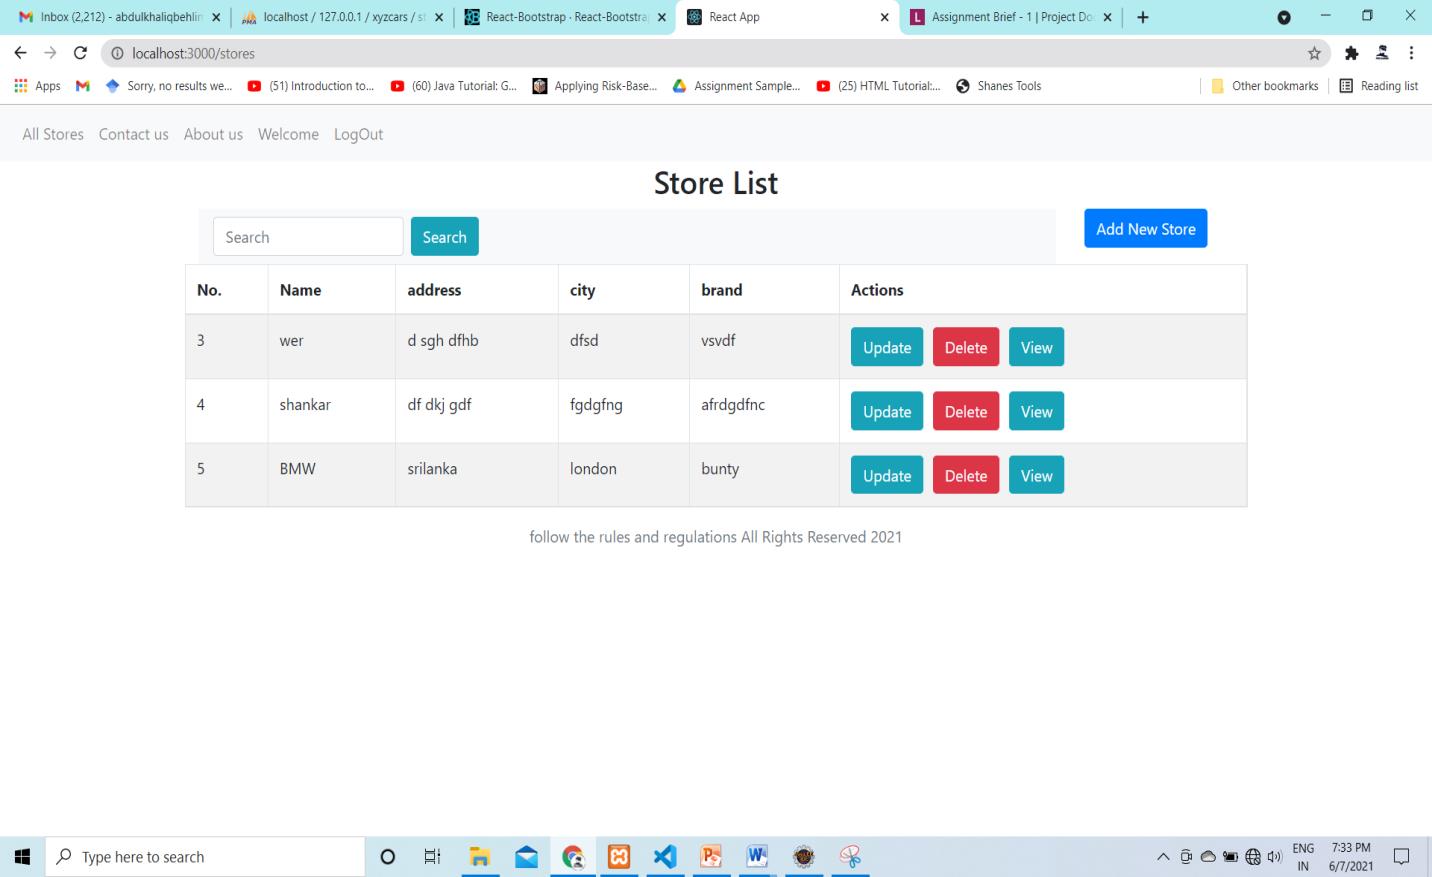 Inbox (2,212) - abdulkhaliqbehlin
localhost / 127.0.0.1 / xyzcars / st
React-Bootstrap · React-Bootstra
React App
Assignment Brief - 1 | Project Do
localhost:3000/stores
Apps
Sorry, no results we...
(51) Introduction to...
(60) Java Tutorial: G...
Applying Risk-Base...
Assignment Sample...
(25) HTML Tutorial:...
Shanes Tools
Other bookmarks
Reading list
All Stores Contact us About us Welcome LogOut
Store List
Search Search Add New Store
No. Name address city brand Actions
3 wer d sgh dfhb dfsd vsvdf Update Delete View
4 shankar df dkj gdf fgdgfng afrdgdfnc Update Delete View
5 BMW srilanka london bunty Update Delete View
follow the rules and regulations All Rights Reserved 2021
Type here to search
ENG
IN
7:33 PM
6/7/2021